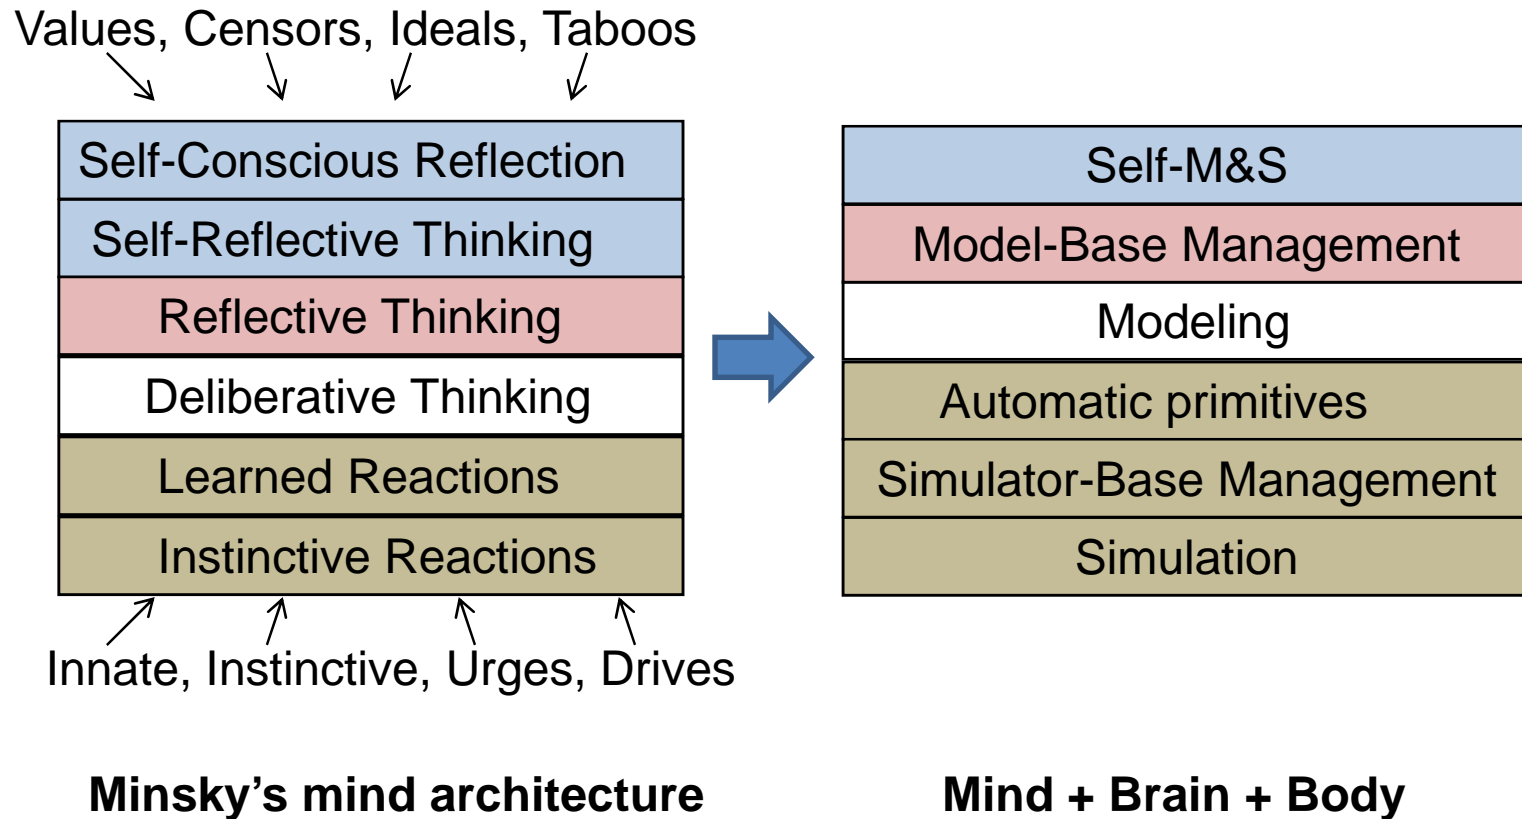 Values, Censors, Ideals, Taboos
Self-Conscious Reflection
Self-Reflective Thinking
Reflective Thinking
Deliberative Thinking
Learned Reactions
Instinctive Reactions
Innate, Instinctive, Urges, Drives
Minsky’s mind architecture
Self-M&S
Model-Base Management
Modeling
Automatic primitives
Simulator-Base Management
Simulation
Mind + Brain + Body